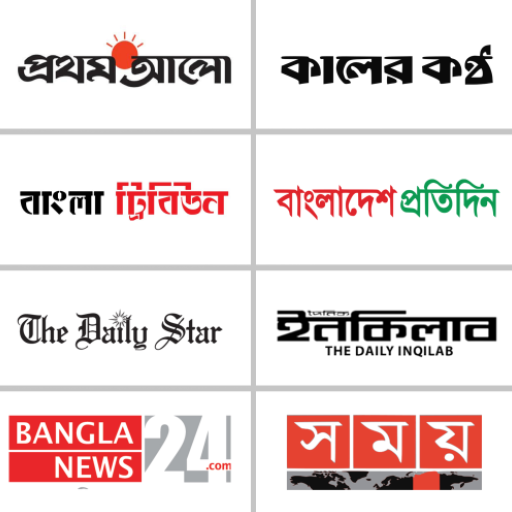 প্রথম আলো
কালের কণ্ঠ
বাংলা ট্রিবিউন
বাংলাদেশ প্রতিদিন
The Daily Star
দৈনিক
ইনকিলাব
THE DAILY INQILAB
BANGLA
NEWS
24
.com
সময়